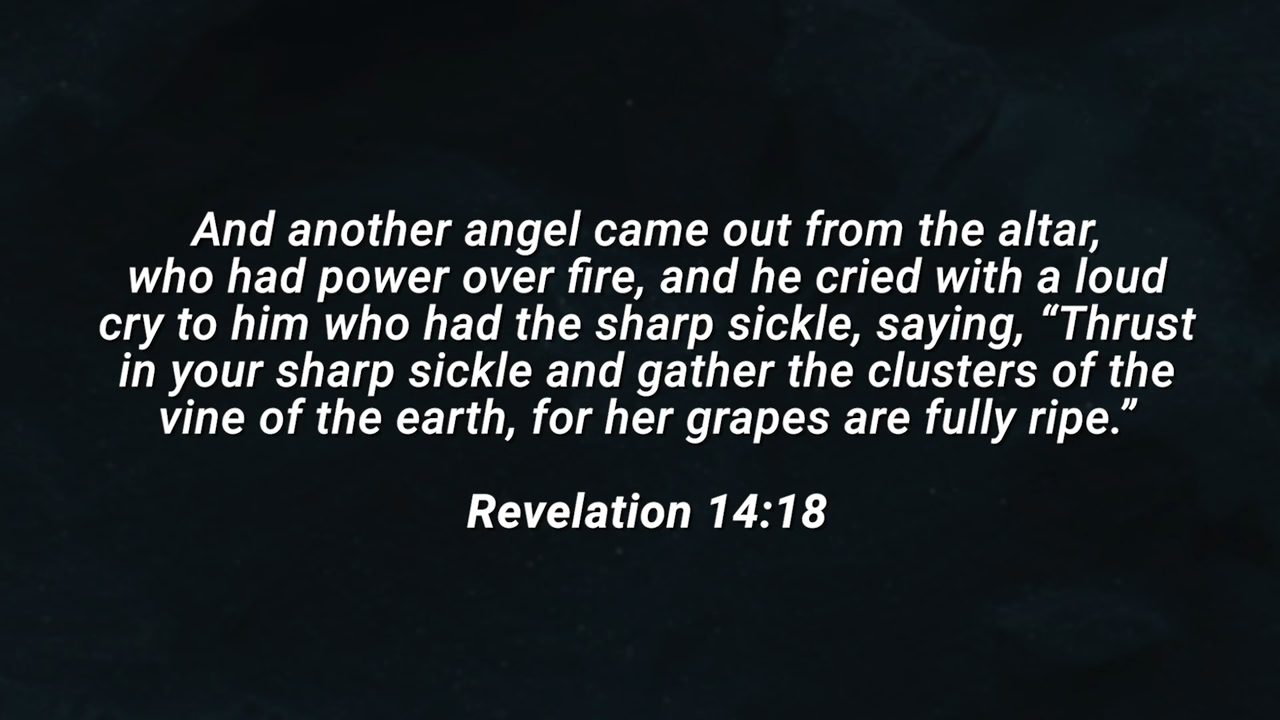 And another angel came out from the altar,
who had power over fire, and he cried with a loud
cry to him who had the sharp sickle, saying, “Thrust
in your sharp sickle and gather the clusters of the
vine of the earth, for her grapes are fully ripe.”
Revelation 14:18